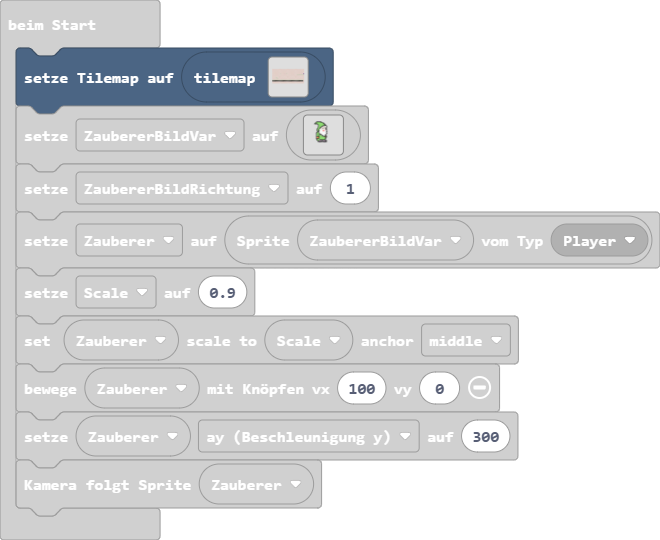 beim Start
setze Tilemap auf tilemap
setze ZaubererBildVar auf
setze ZaubererBildRichtung auf 1
setze Zauberer auf Sprite ZaubererBildVar vom Typ Player
setze Scale auf 0.9
set Zauberer scale to Scale anchor middle
bewege Zauberer mit Knöpfen vx 100 vy 0
setze Zauberer ay (Beschleunigung y) auf 300
Kamera folgt Sprite Zauberer